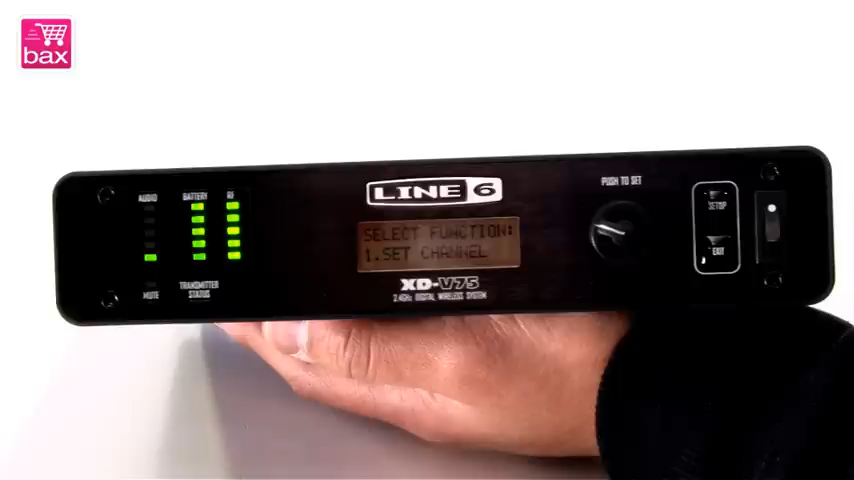 bax
AUDIO
BATTERY
RF
MUTE
TRANSMITTER
STATUS
LINE 6
SELECT FUNCTION:
1.SET CHANNEL
XD-V75
2.4GHz DIGITAL WIRELESS SYSTEM
PUSH TO SET
SETUP
EXIT